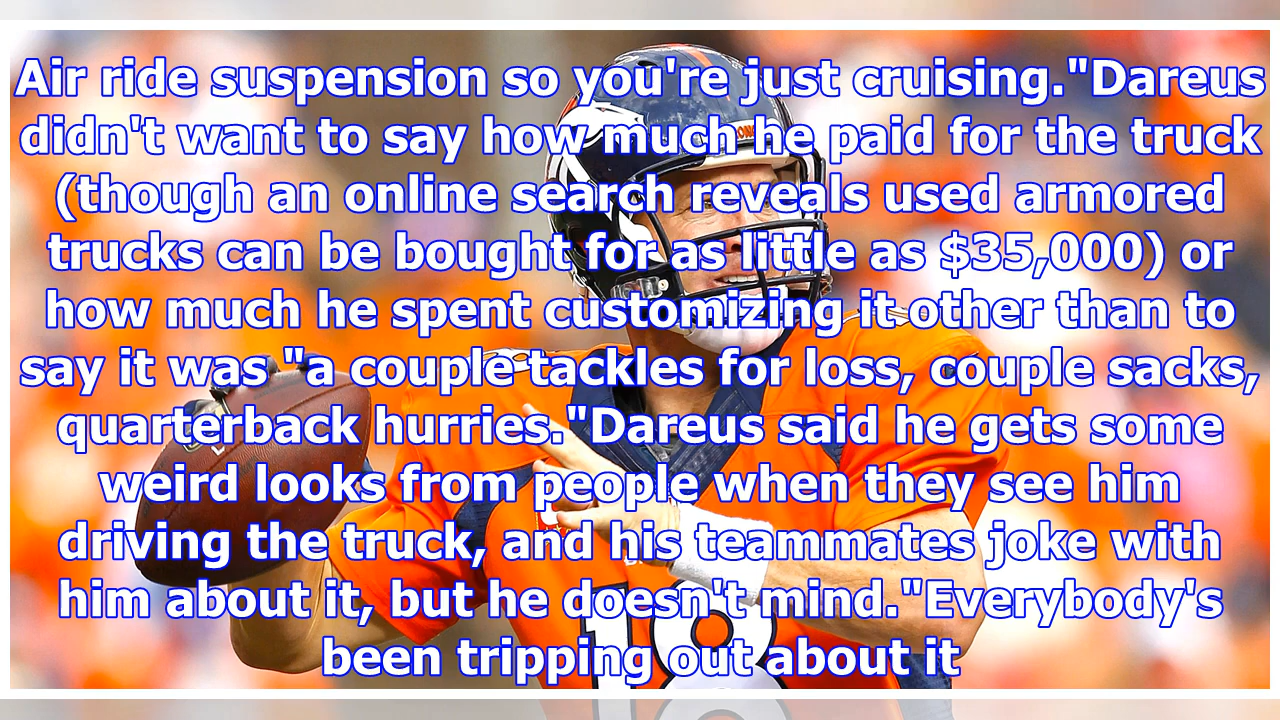 Air ride suspension so you're just cruising."Dareus
didn't want to say how much he paid for the truck
(though an online search reveals used armored
trucks can be bought for as little as $35,000) or
how much he spent customizing it other than to
say it was "a couple tackles for loss, couple sacks,
quarterback hurries."Dareus said he gets some
weird looks from people when they see him
driving the truck, and his teammates joke with
him about it, but he doesn't mind."Everybody's
been tripping out about it
18